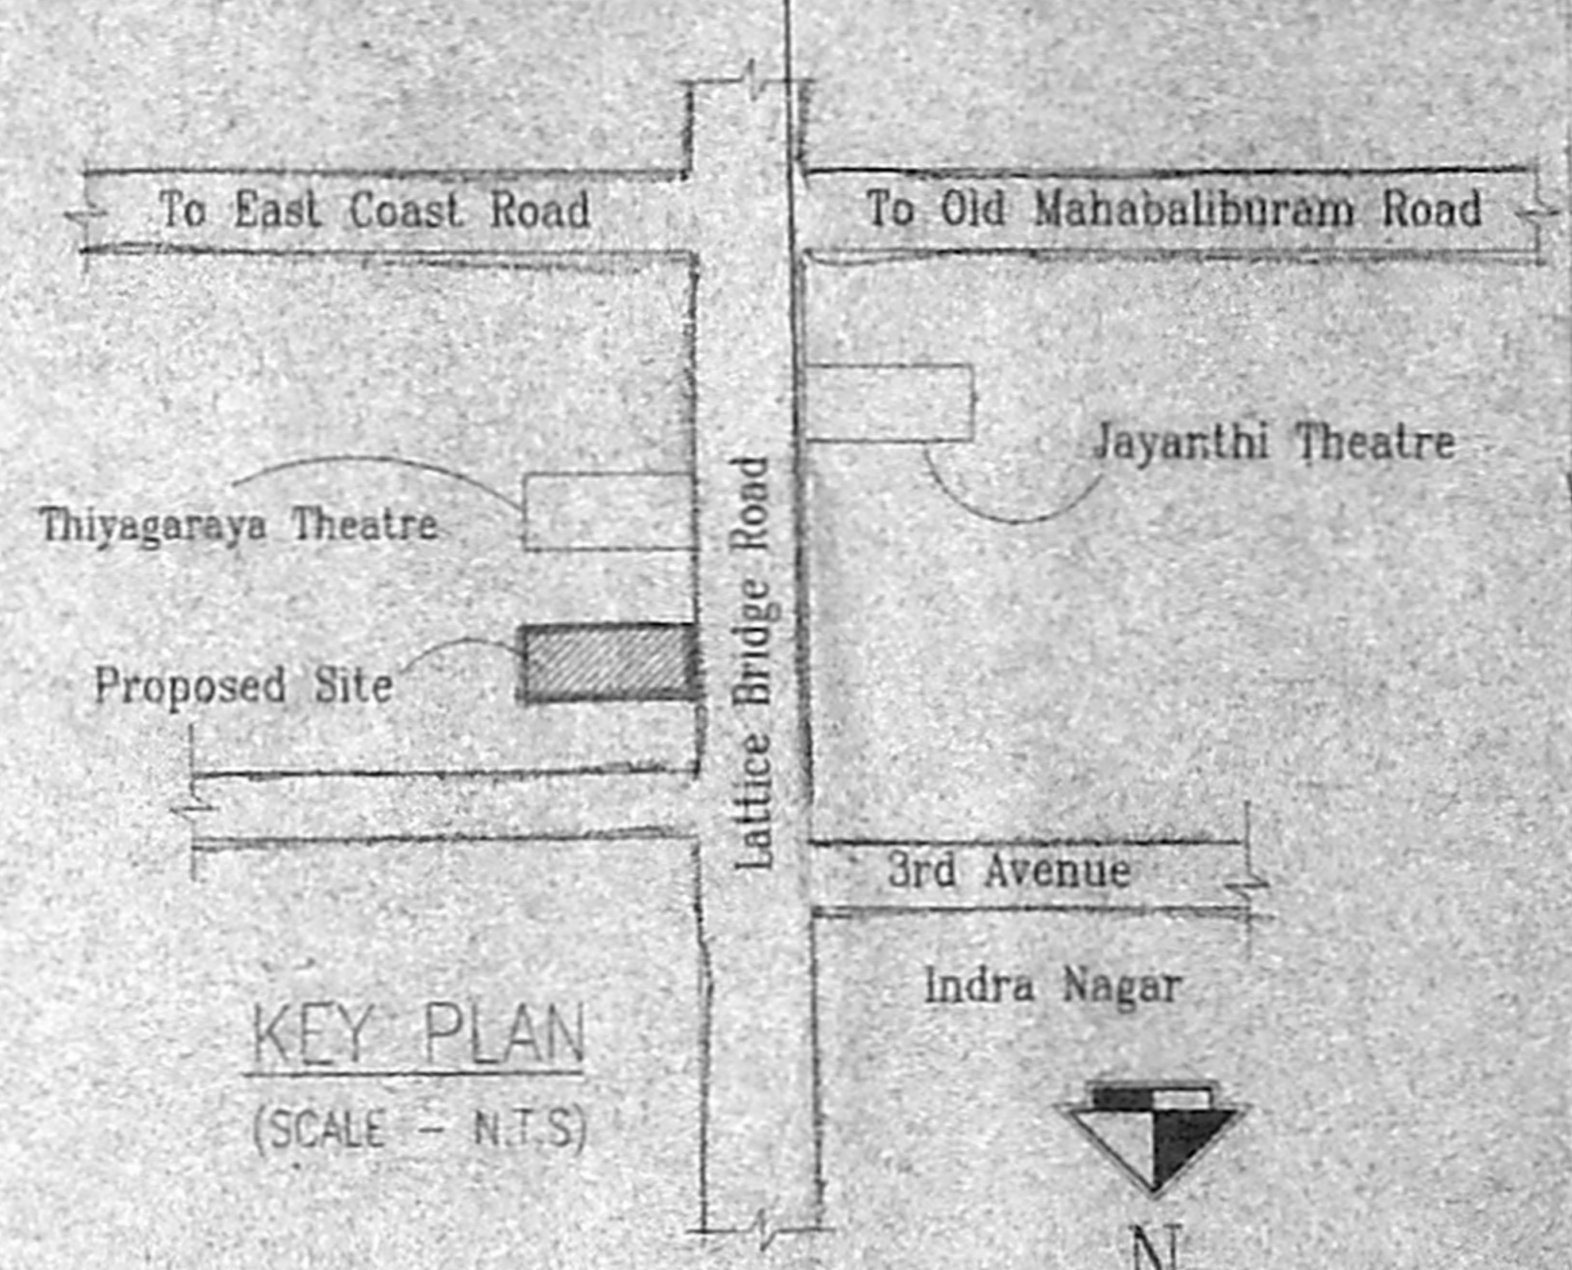 To East Coast Road
To Old Mahabaliburam Road
Jayanthi Theatre
Thiyagaraya Theatre
Lattice Bridge Road
Proposed Site
3rd Avenue
Indra Nagar
KEY PLAN
(SCALE - N.T.S)
N